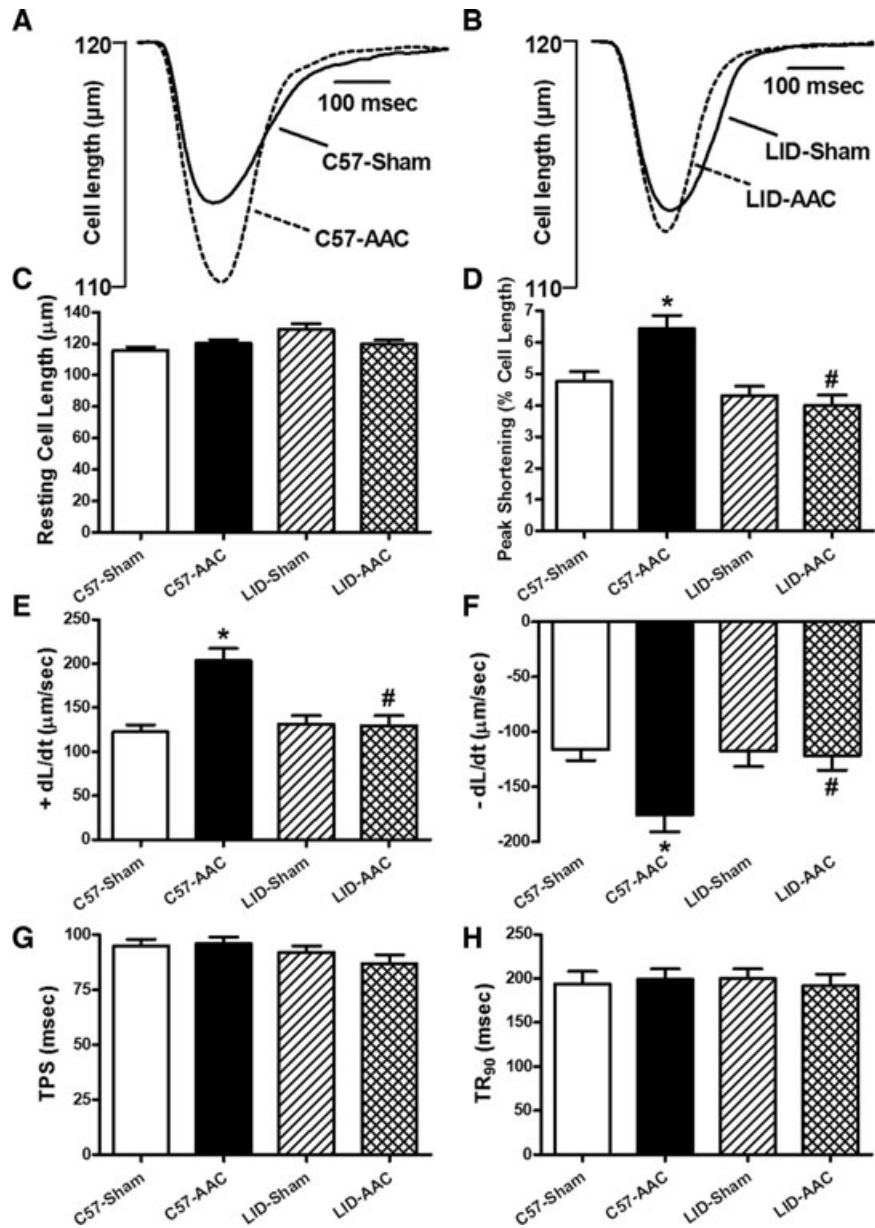 A
120
Cell length (μm)
110
100 msec
C57-Sham
C57-AAC
B
120
Cell length (μm)
110
100 msec
LID-Sham
LID-AAC
C
Resting Cell Length (μm)
140
120
100
80
60
40
20
0
C57-Sham
C57-AAC
LID-Sham
LID-AAC
D
Peak Shortening (% Cell Length)
7
6
5
4
3
2
1
0
*
#
C57-Sham
C57-AAC
LID-Sham
LID-AAC
E
+ dL/dt (μm/sec)
250
200
150
100
50
0
*
#
C57-Sham
C57-AAC
LID-Sham
LID-AAC
F
- dL/dt (μm/sec)
0
-50
-100
-150
-200
*
#
C57-Sham
C57-AAC
LID-Sham
LID-AAC
G
TPS (msec)
100
75
50
25
0
C57-Sham
C57-AAC
LID-Sham
LID-AAC
H
TR90 (msec)
250
200
150
100
50
0
C57-Sham
C57-AAC
LID-Sham
LID-AAC